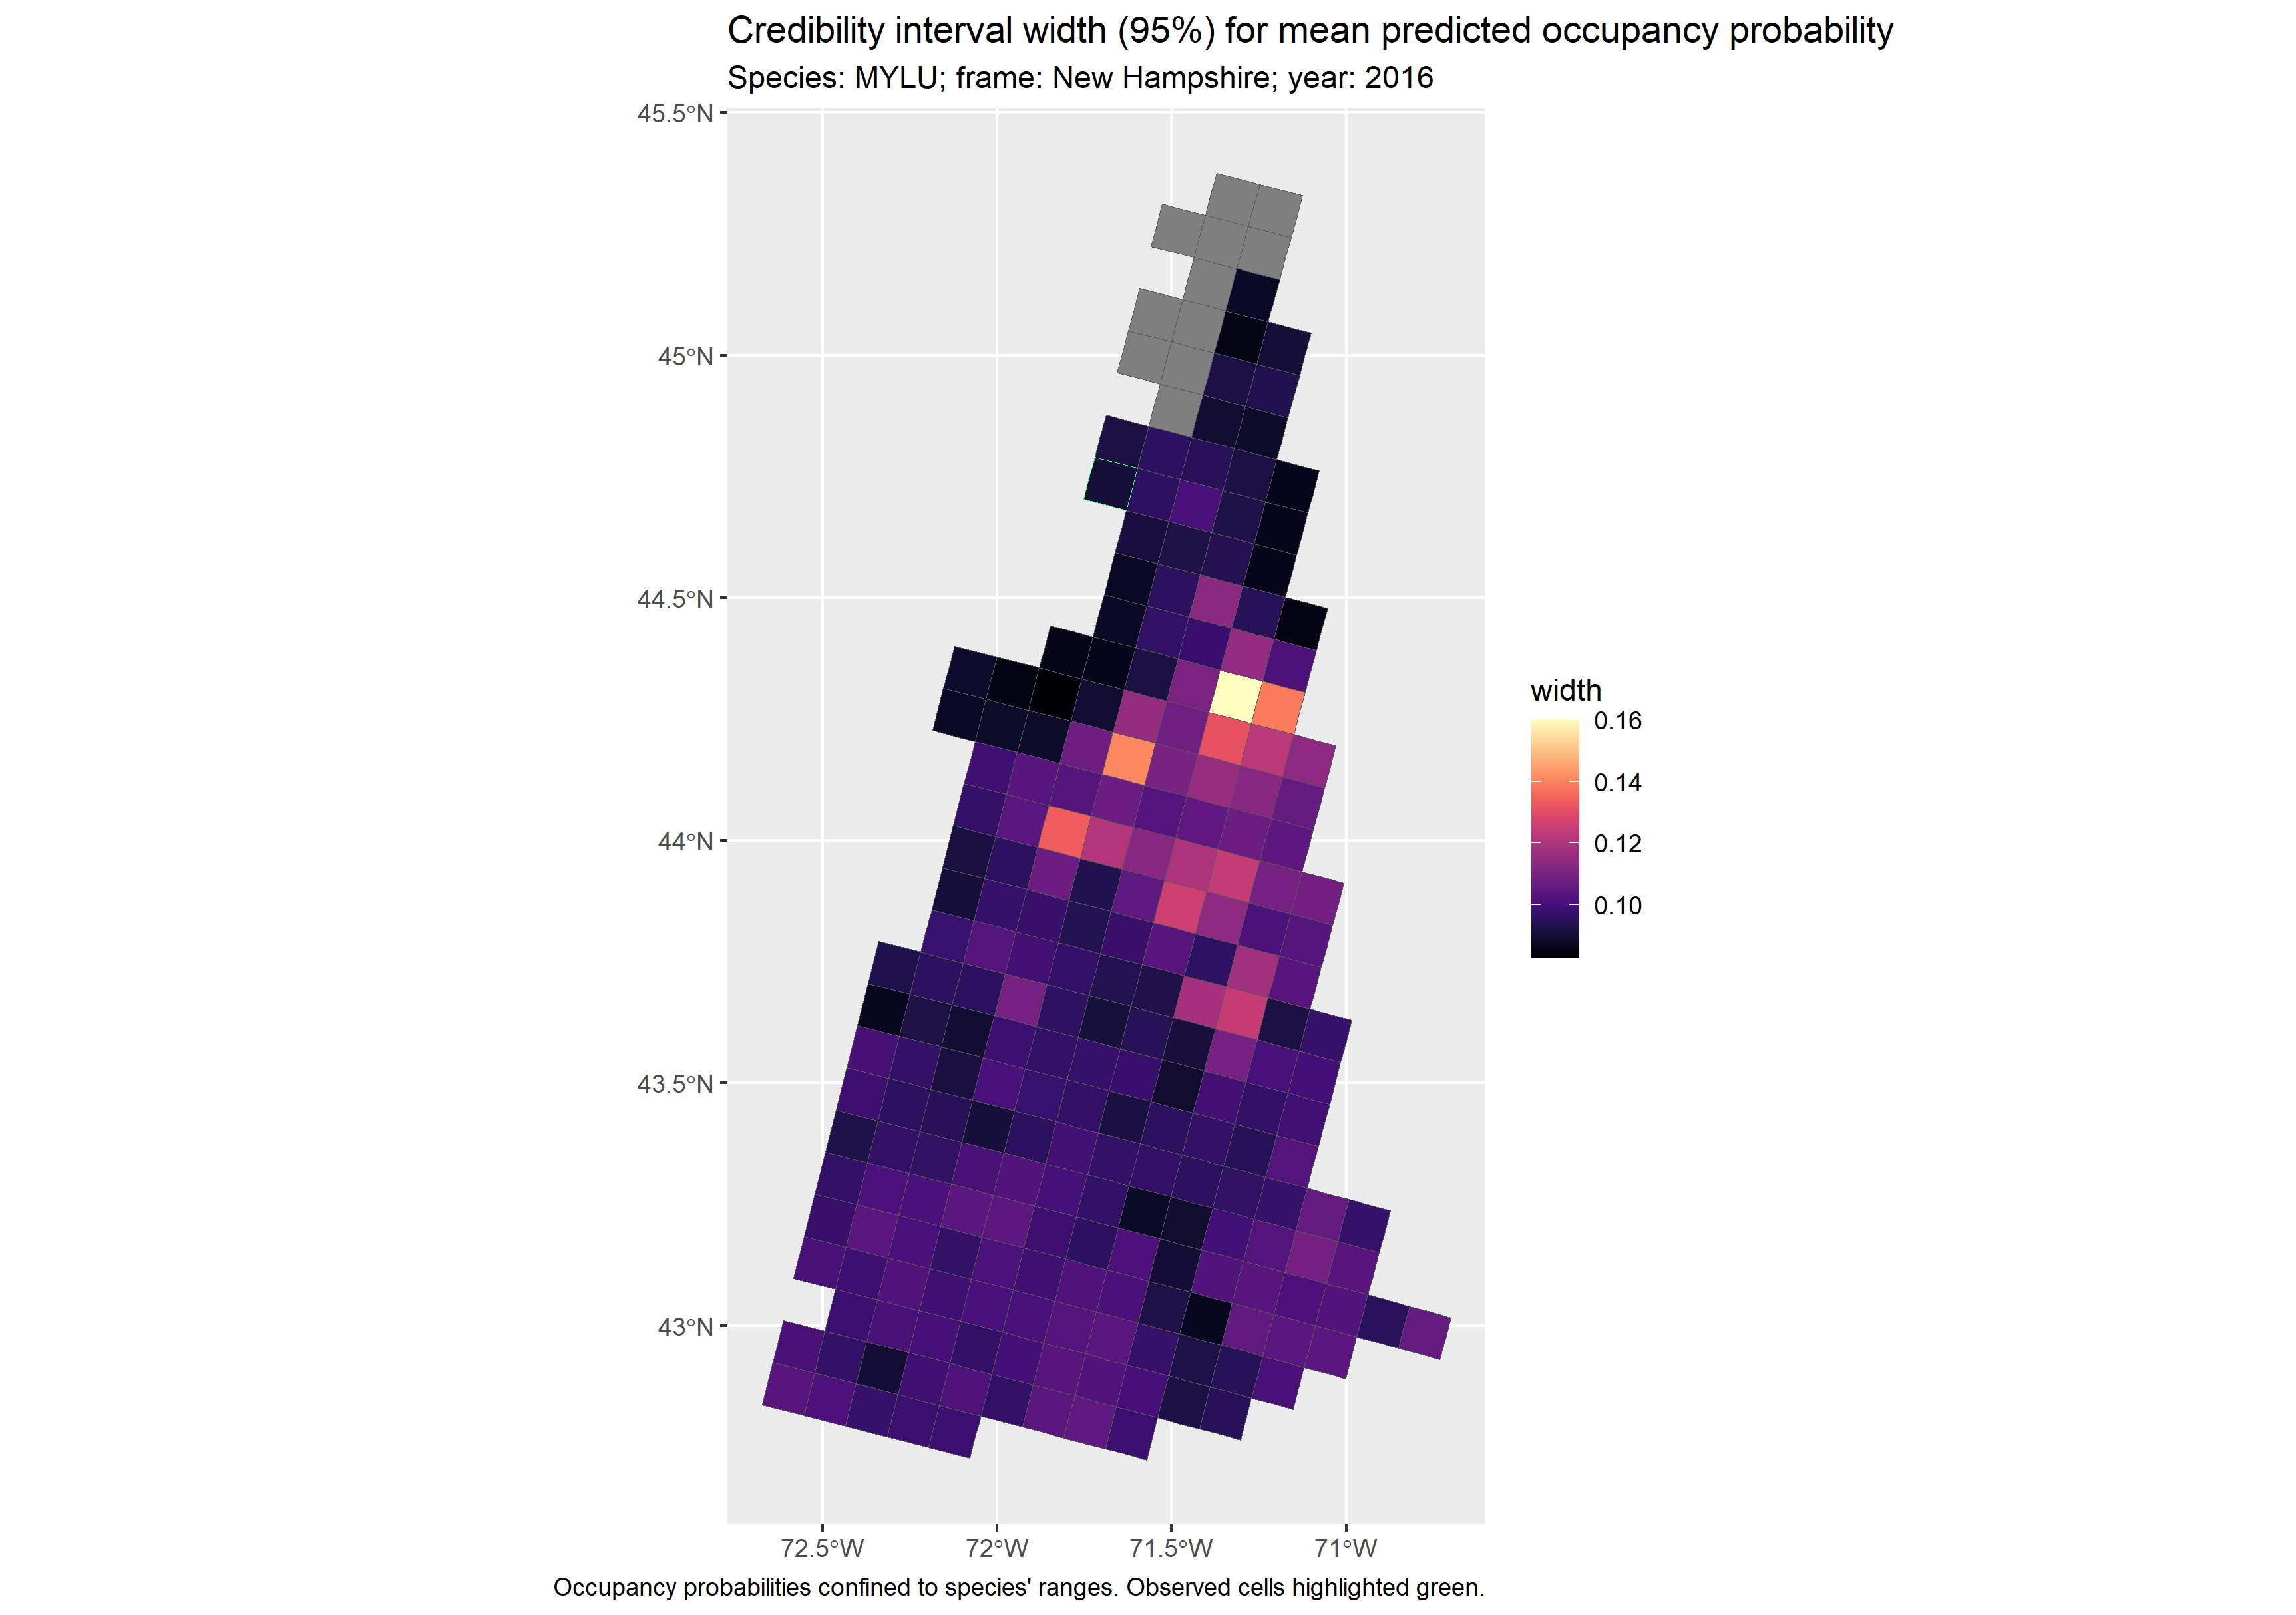 Credibility interval width (95%) for mean predicted occupancy probability
Species: MYLU; frame: New Hampshire; year: 2016
45.5°N
45°N
44.5°N
44°N
43.5°N
43°N
72.5°W
72°W
71.5°W
71°W
width
0.16
0.14
0.12
0.10
Occupancy probabilities confined to species' ranges. Observed cells highlighted green.